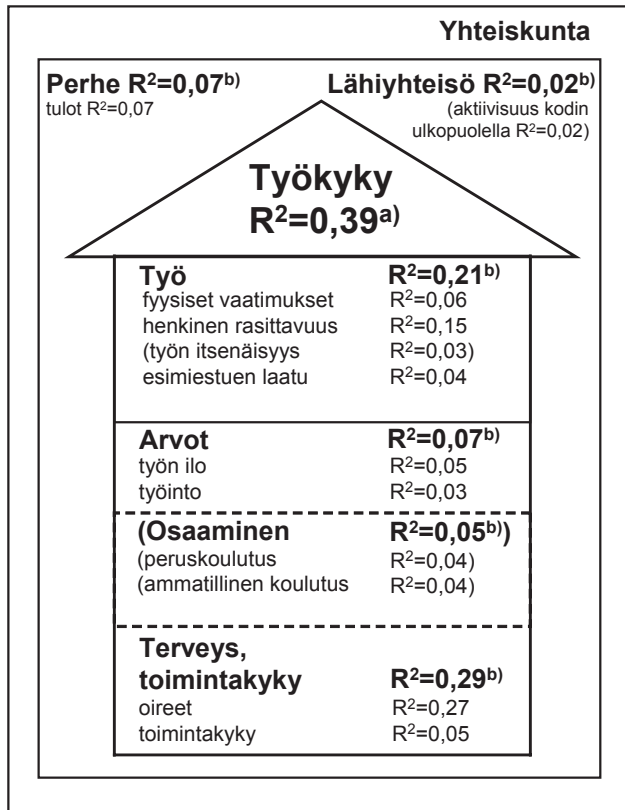 Yhteiskunta
Perhe R²=0,07ᵇ⁾
tulot R²=0,07
Lähiyhteisö R²=0,02ᵇ⁾
(aktiivisuus kodin
ulkopuolella R²=0,02)
Työkyky
R²=0,39ᵃ⁾
Työ R²=0,21ᵇ⁾
fyysiset vaatimukset R²=0,06
henkinen rasittavuus R²=0,15
(työn itsenäisyys R²=0,03)
esimiestuen laatu R²=0,04
Arvot R²=0,07ᵇ⁾
työn ilo R²=0,05
työinto R²=0,03
(Osaaminen R²=0,05ᵇ⁾)
(peruskoulutus R²=0,04)
(ammatillinen koulutus R²=0,04)
Terveys,
toimintakyky R²=0,29ᵇ⁾
oireet R²=0,27
toimintakyky R²=0,05